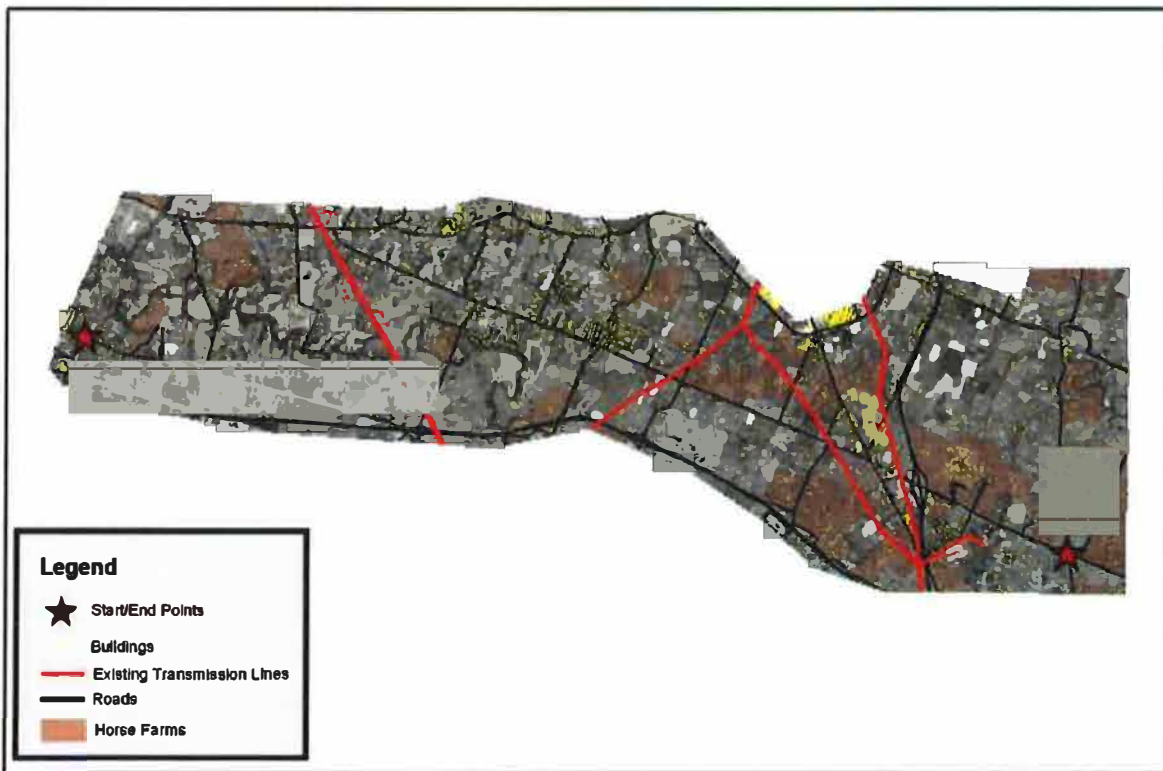 Legend
Start/End Points
Buildings
Existing Transmission Lines
Roads
Horse Farms